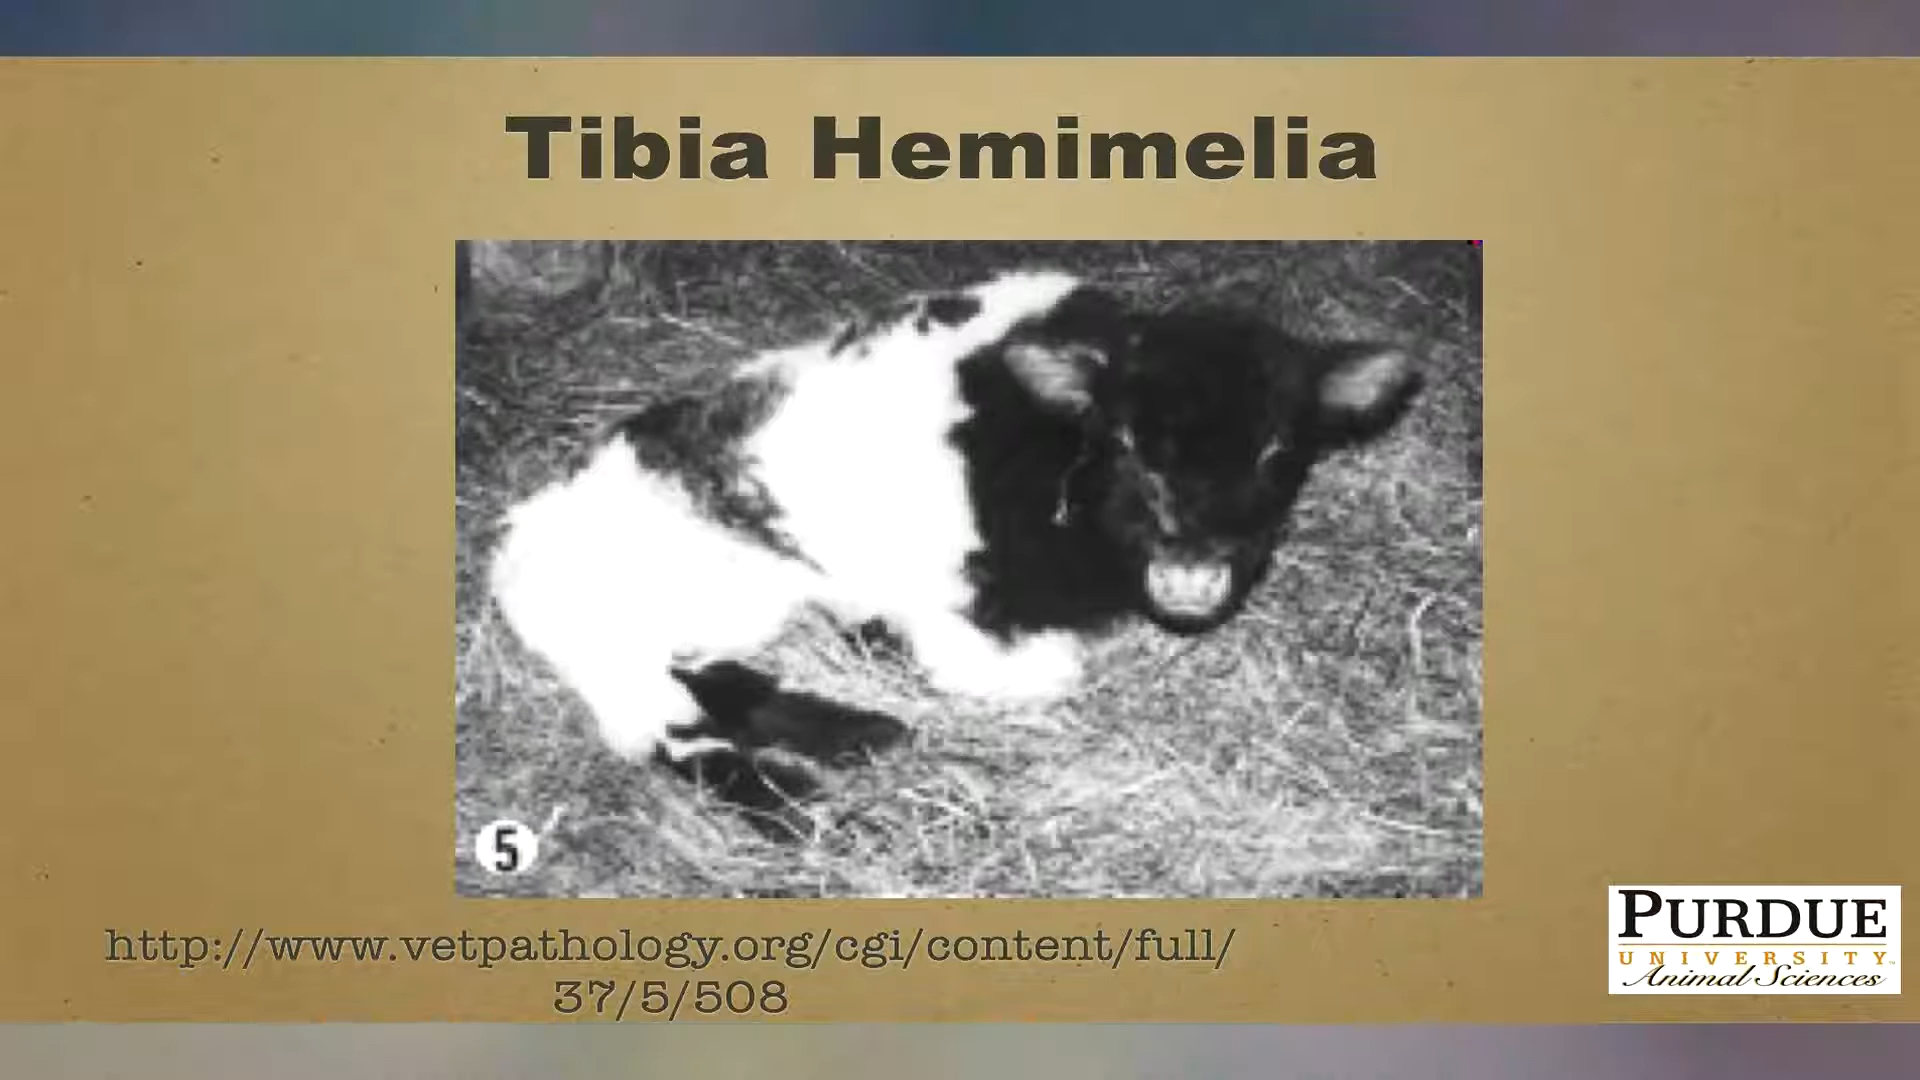 Tibia Hemimelia
5
http://www.vetpathology.org/cgi/content/full/
37/5/508
PURDUE
UNIVERSITY
Animal Sciences